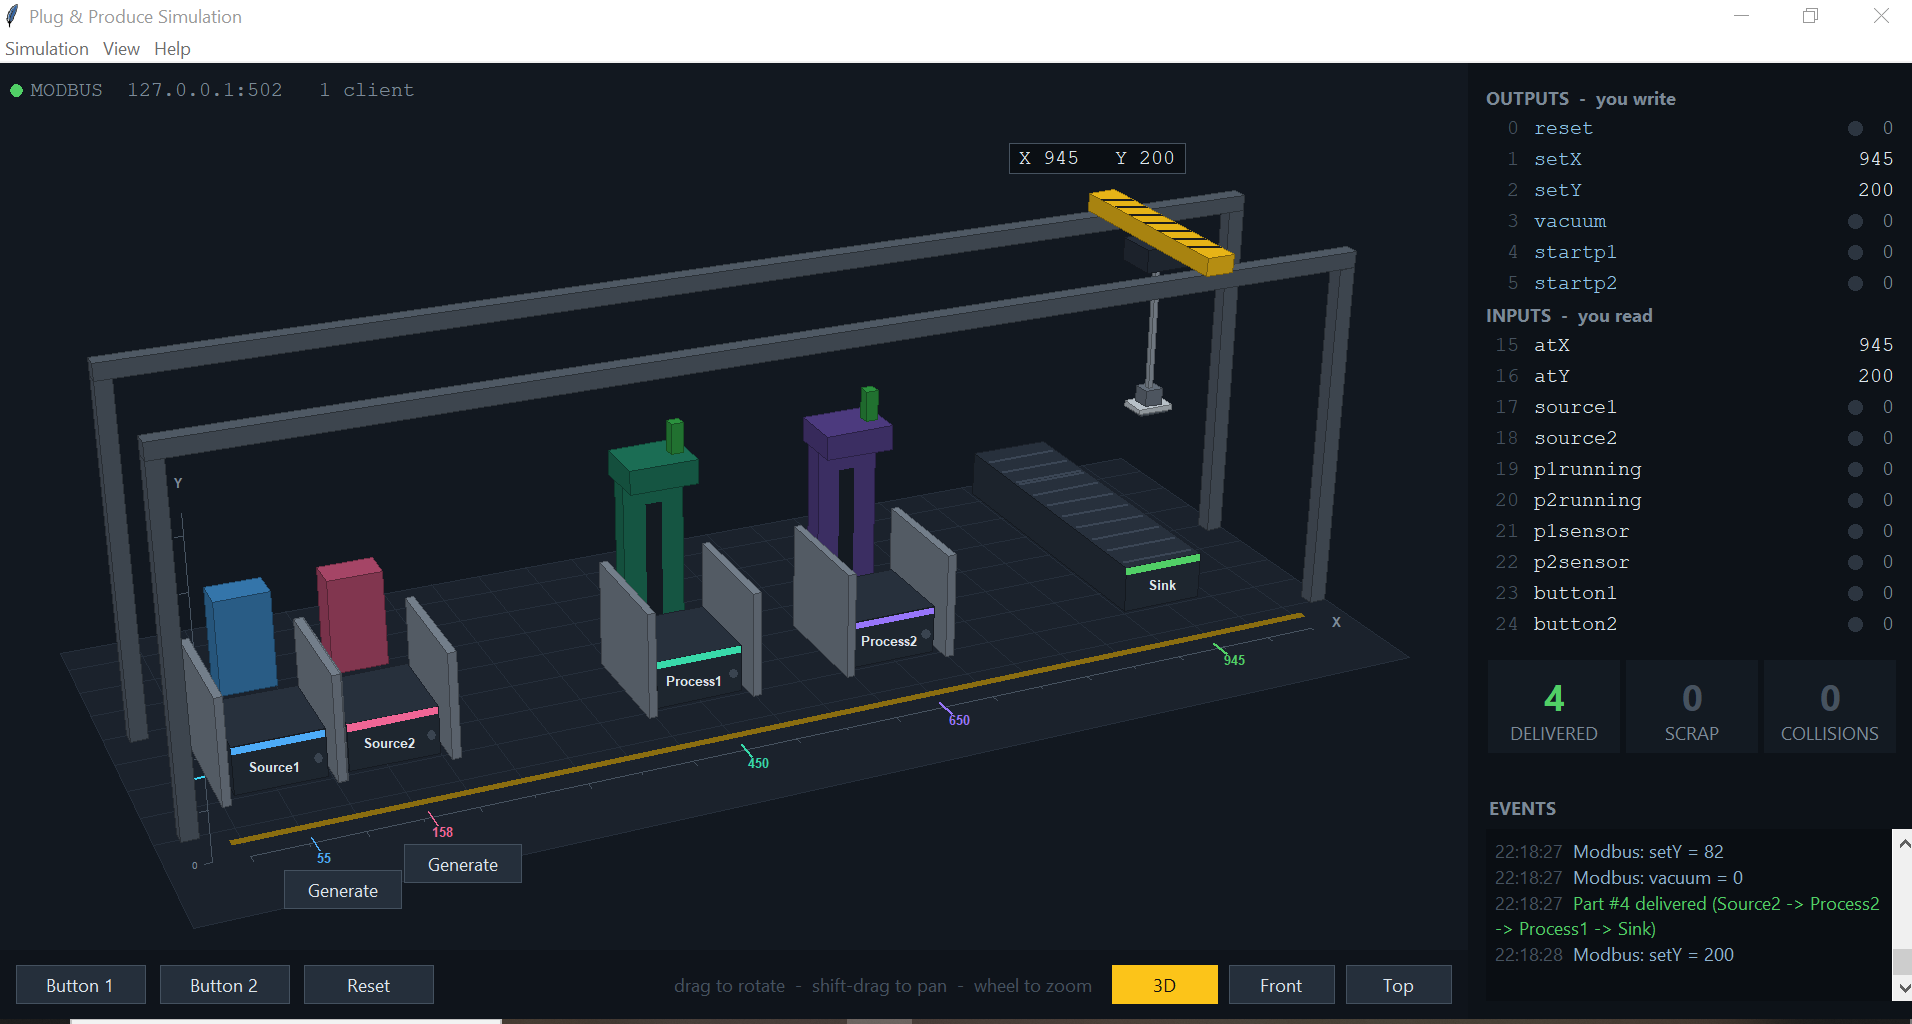 Plug & Produce Simulation
Simulation View Help
MODBUS 127.0.0.1:502 1 client
X 945 Y 200
Y
X
Source1
Source2
Process1
Process2
Sink
0
55
158
450
650
945
Generate
Generate
Button 1
Button 2
Reset
drag to rotate - shift-drag to pan - wheel to zoom
3D
Front
Top
OUTPUTS - you write
0 reset 0
1 setX 945
2 setY 200
3 vacuum 0
4 startp1 0
5 startp2 0
INPUTS - you read
15 atX 945
16 atY 200
17 source1 0
18 source2 0
19 p1running 0
20 p2running 0
21 p1sensor 0
22 p2sensor 0
23 button1 0
24 button2 0
4
DELIVERED
0
SCRAP
0
COLLISIONS
EVENTS
22:18:27 Modbus: setY = 82
22:18:27 Modbus: vacuum = 0
22:18:27 Part #4 delivered (Source2 -> Process2
-> Process1 -> Sink)
22:18:28 Modbus: setY = 200